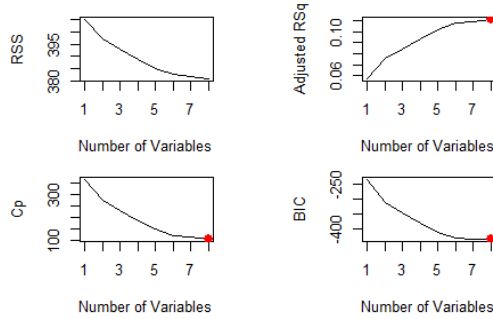 RSS
395
380
1 3 5 7
Number of Variables
Adjusted RSq
0.10
0.06
1 3 5 7
Number of Variables
Cp
300
100
1 3 5 7
Number of Variables
BIC
-250
-400
1 3 5 7
Number of Variables